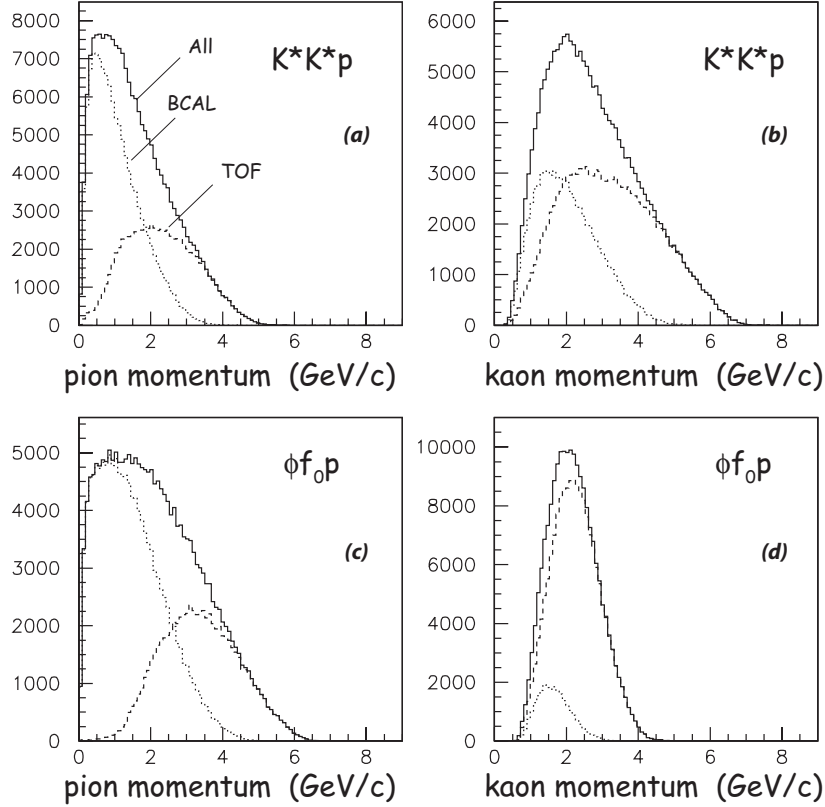 8000
7000
6000
5000
4000
3000
2000
1000
0
All
BCAL
TOF
K*K*p
(a)
0 2 4 6 8
pion momentum (GeV/c)
6000
5000
4000
3000
2000
1000
0
K*K*p
(b)
0 2 4 6 8
kaon momentum (GeV/c)
5000
4000
3000
2000
1000
0
ϕf₀p
(c)
0 2 4 6 8
pion momentum (GeV/c)
10000
8000
6000
4000
2000
0
ϕf₀p
(d)
0 2 4 6 8
kaon momentum (GeV/c)